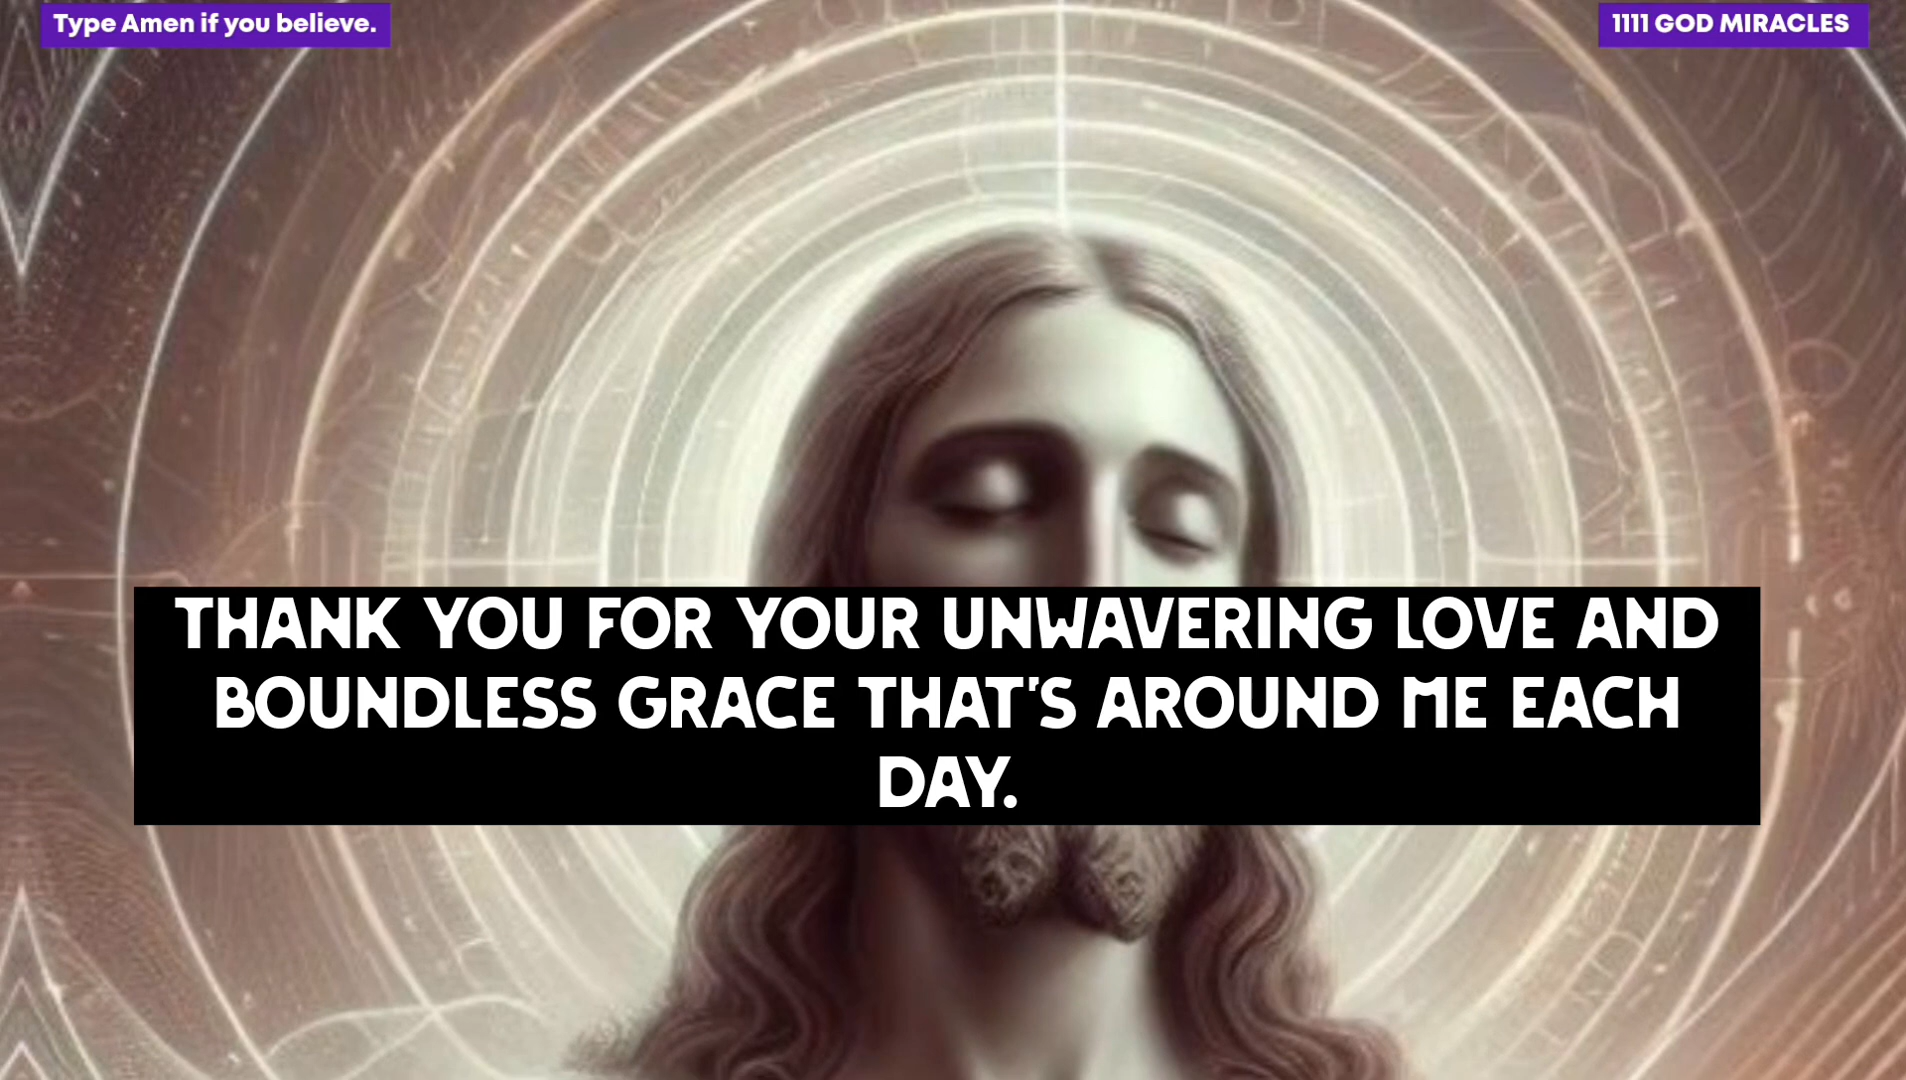 Type Amen if you believe.
1111 GOD MIRACLES
THANK YOU FOR YOUR UNWAVERING LOVE AND
BOUNDLESS GRACE THAT'S AROUND ME EACH
DAY.